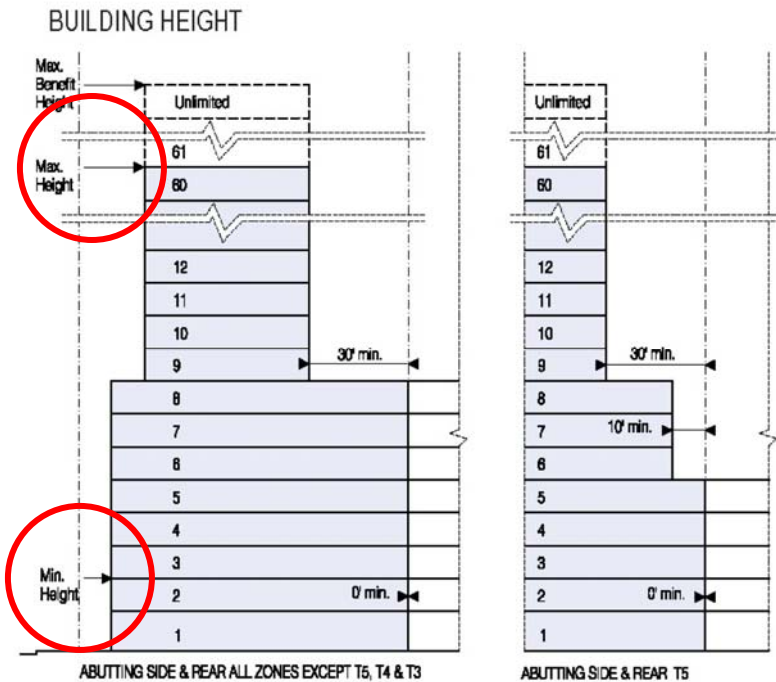 BUILDING HEIGHT
Max.
Benefit
Height
Unlimited
61
Max.
Height
60
12
11
10
9
30' min.
8
7
6
5
4
3
Min.
Height
2
0' min.
1
ABUTTING SIDE & REAR ALL ZONES EXCEPT T5, T4 & T3
Unlimited
61
60
12
11
10
9
30' min.
8
7
10' min.
6
5
4
3
2
0' min.
1
ABUTTING SIDE & REAR T5